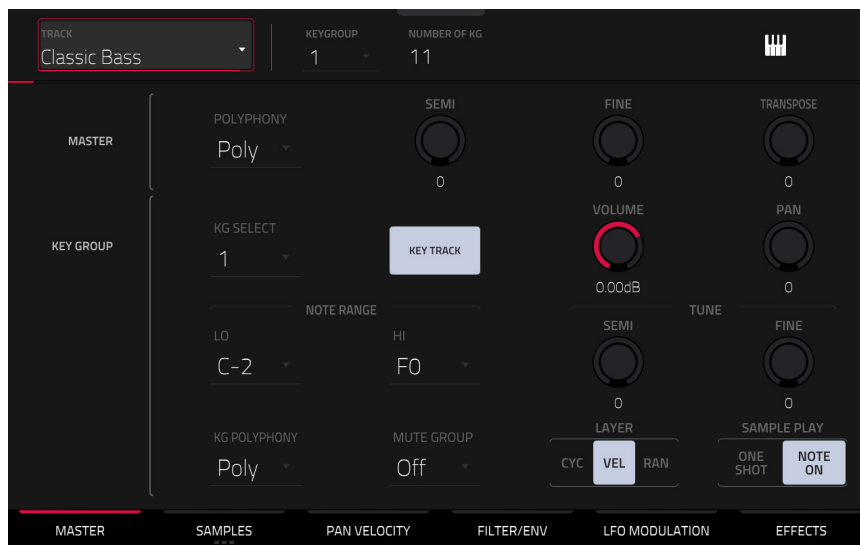 TRACK KEYGROUP NUMBER OF KG
Classic Bass 1 11
SEMI FINE TRANSPOSE
POLYPHONY
MASTER
Poly
0 0 0
VOLUME PAN
KG SELECT
KEY GROUP KEY TRACK
1
0.00dB 0
NOTE RANGE TUNE
SEMI FINE
LO HI
C-2 F0
0 0
LAYER SAMPLE PLAY
KG POLYPHONY MUTE GROUP
Poly Off CYC VEL RAN ONE SHOT NOTE ON
MASTER SAMPLES PAN VELOCITY FILTER/ENV LFO MODULATION EFFECTS